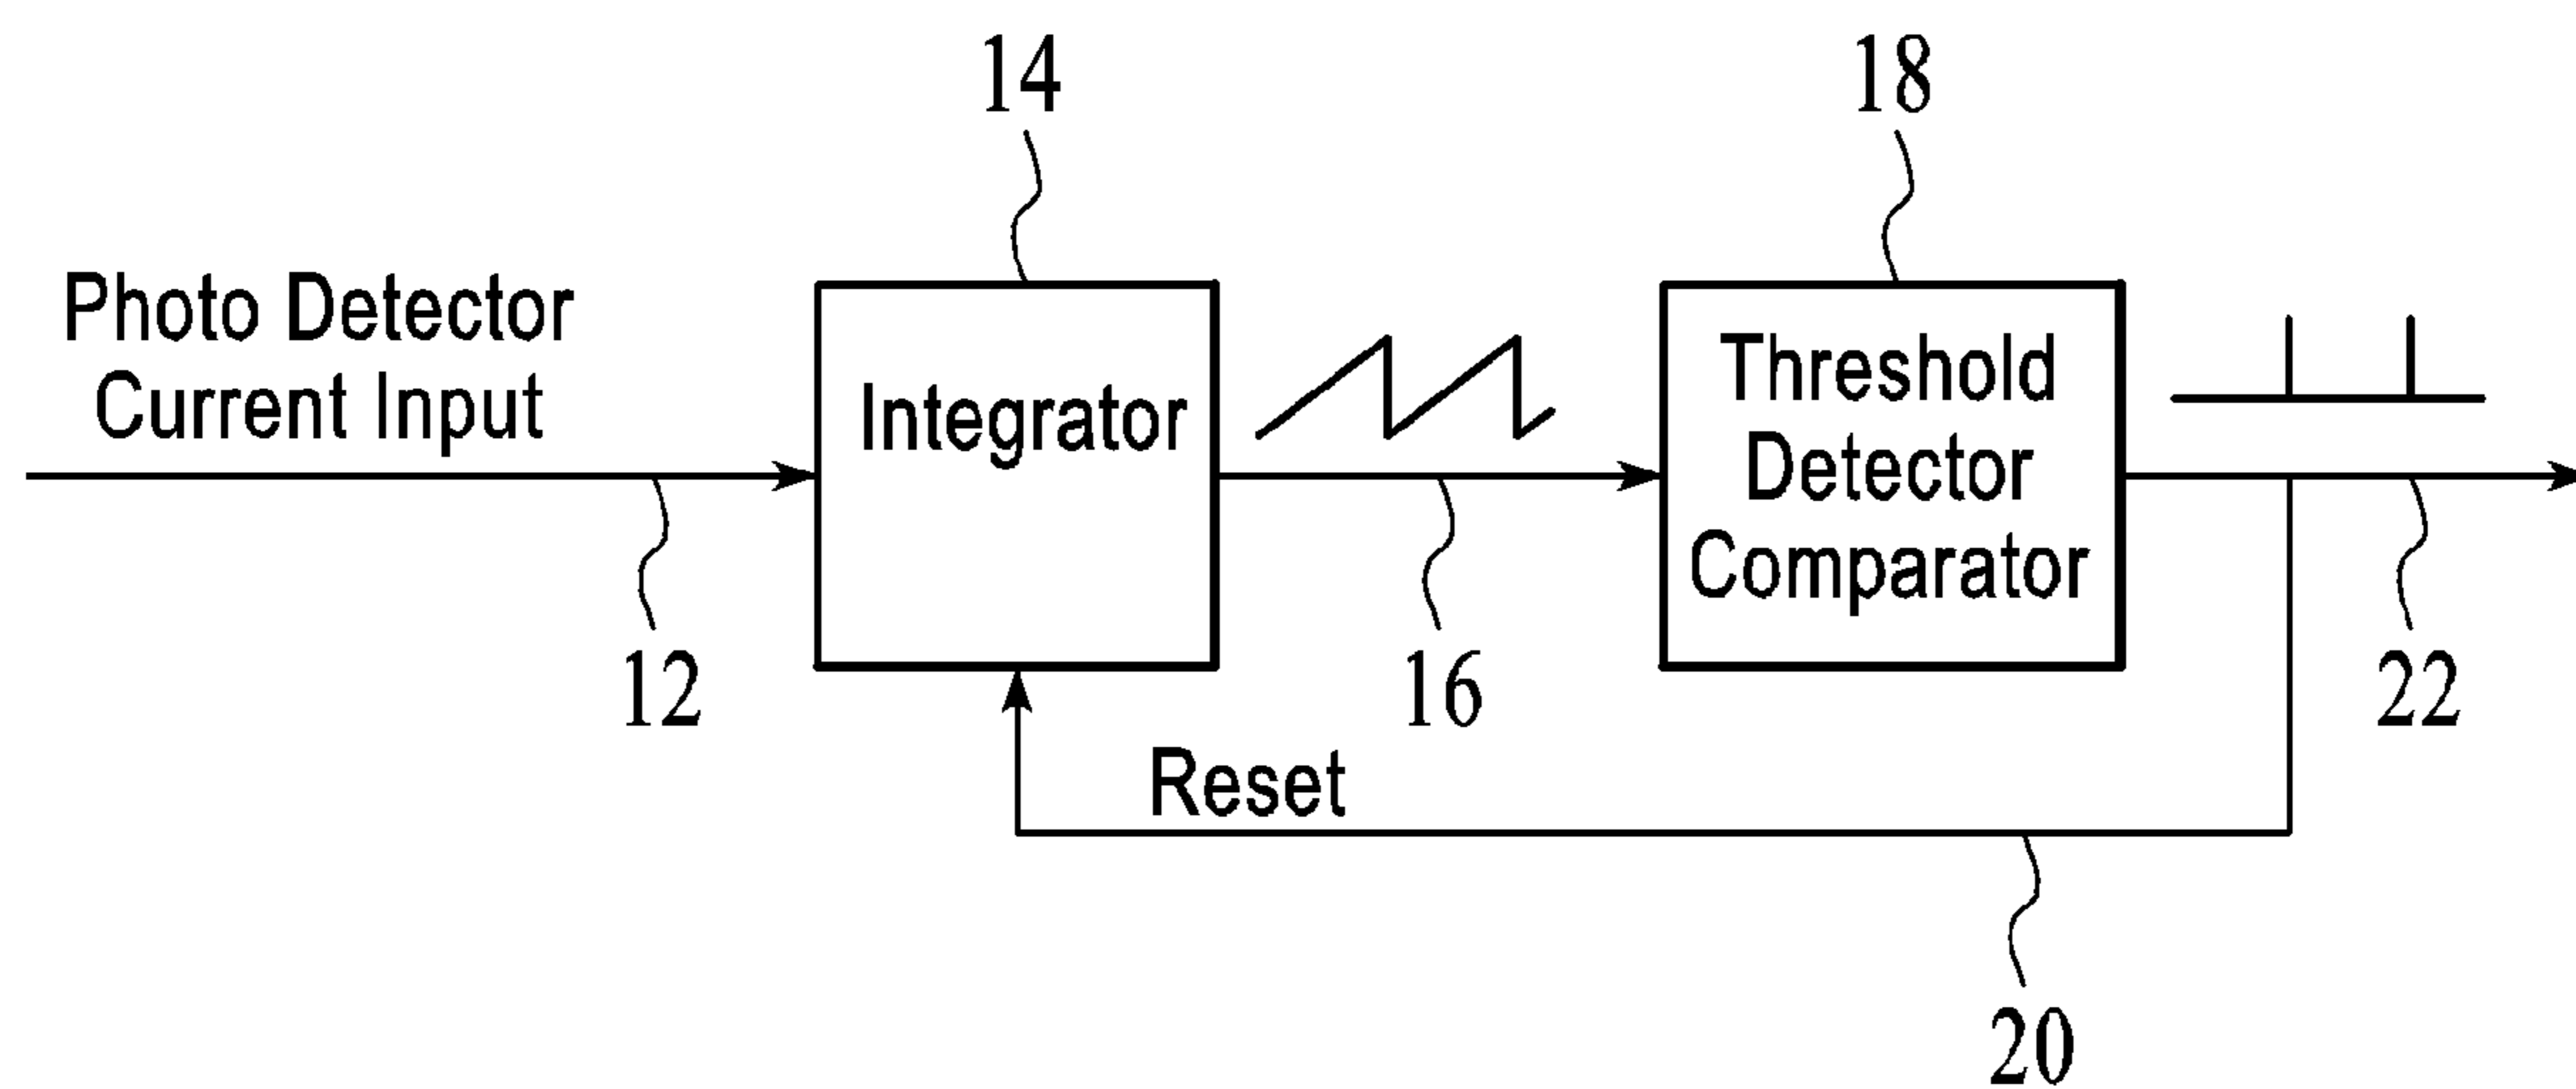 14
18
Photo Detector
Current Input
Integrator
Threshold
Detector
Comparator
12
16
22
Reset
20